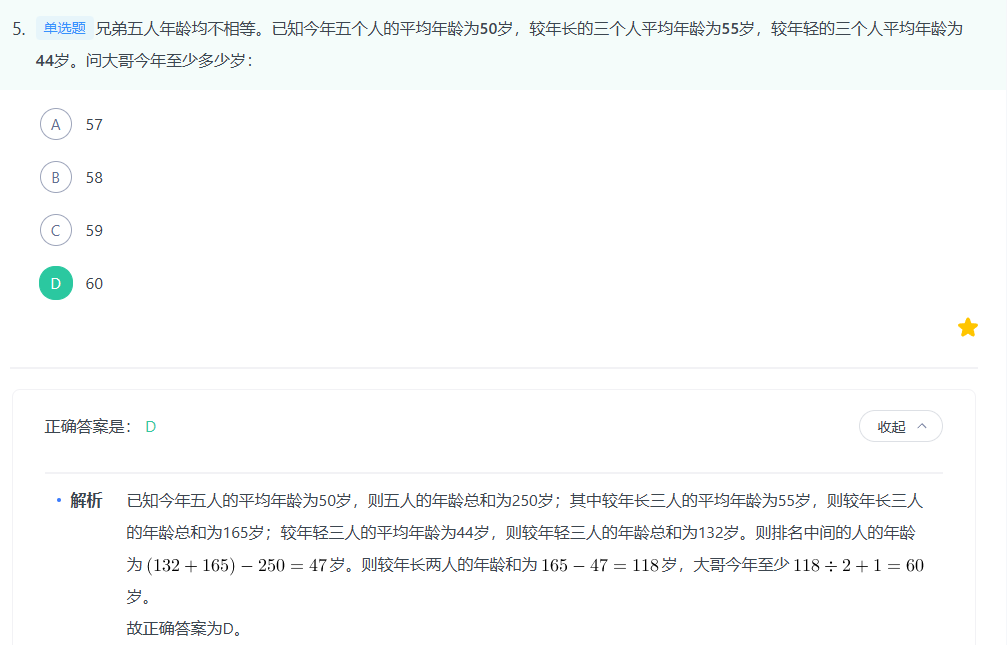 5. 单选题 兄弟五人年龄均不相等。已知今年五个人的平均年龄为50岁，较年长的三个人平均年龄为55岁，较年轻的三个人平均年龄为
44岁。问大哥今年至少多少岁：
A 57
B 58
C 59
D 60
正确答案是： D
收起
• 解析 已知今年五人的平均年龄为50岁，则五人的年龄总和为250岁；其中较年长三人的平均年龄为55岁，则较年长三人
的年龄总和为165岁；较年轻三人的平均年龄为44岁，则较年轻三人的年龄总和为132岁。则排名中间的人的年龄
为 (132 + 165) − 250 = 47 岁。则较年长两人的年龄和为 165 − 47 = 118 岁，大哥今年至少 118 ÷ 2 + 1 = 60
岁。
故正确答案为D。